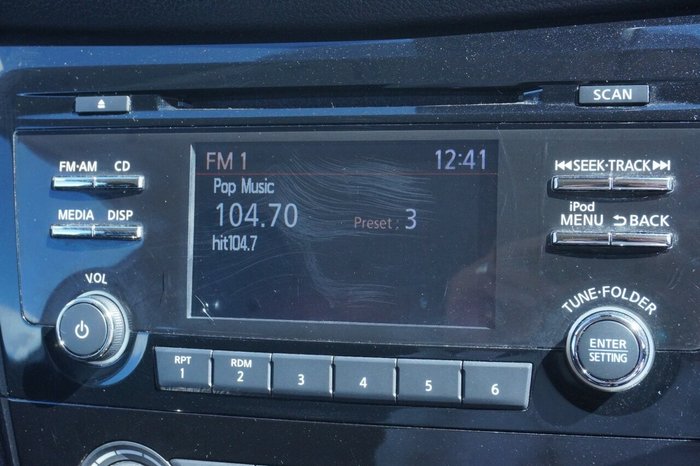 SCAN
FM·AM CD
MEDIA DISP
VOL
FM 1 12:41
Pop Music
104.70 Preset : 3
hit104.7
SEEK·TRACK
iPod
MENU BACK
TUNE·FOLDER
ENTER
SETTING
RPT
1
RDM
2
3
4
5
6